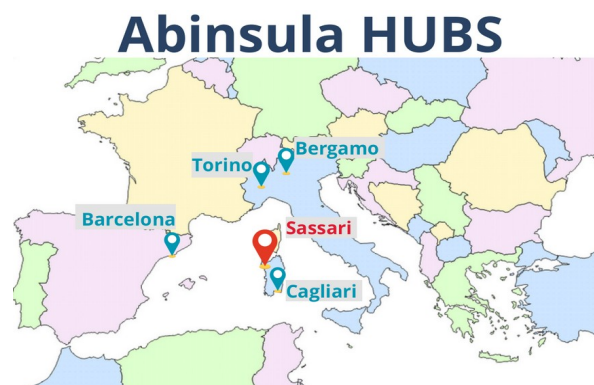 Abinsula HUBS
Bergamo
Torino
Barcelona
Sassari
Cagliari